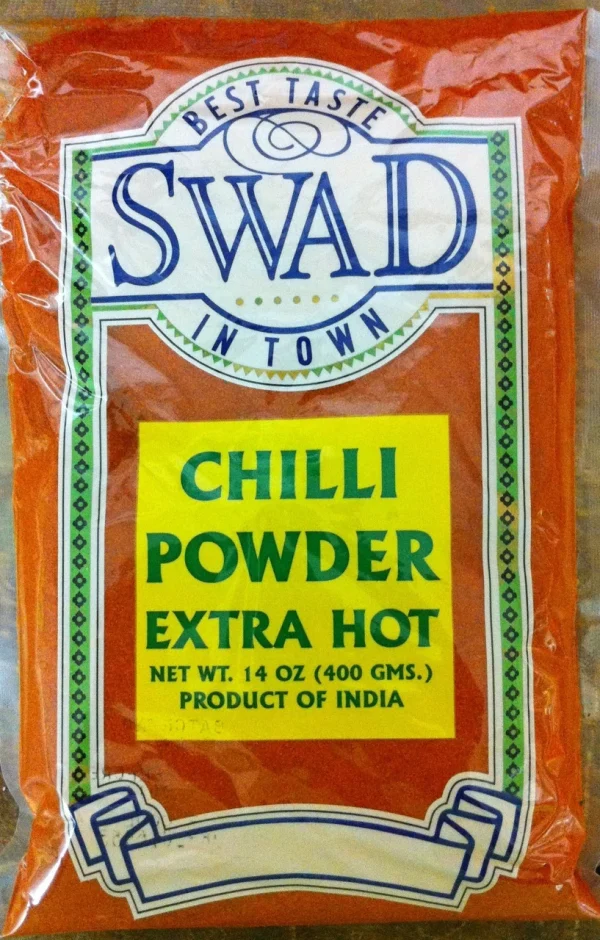 BEST TASTE
SWAD
IN TOWN
CHILLI
POWDER
EXTRA HOT
NET WT. 14 OZ (400 GMS.)
PRODUCT OF INDIA